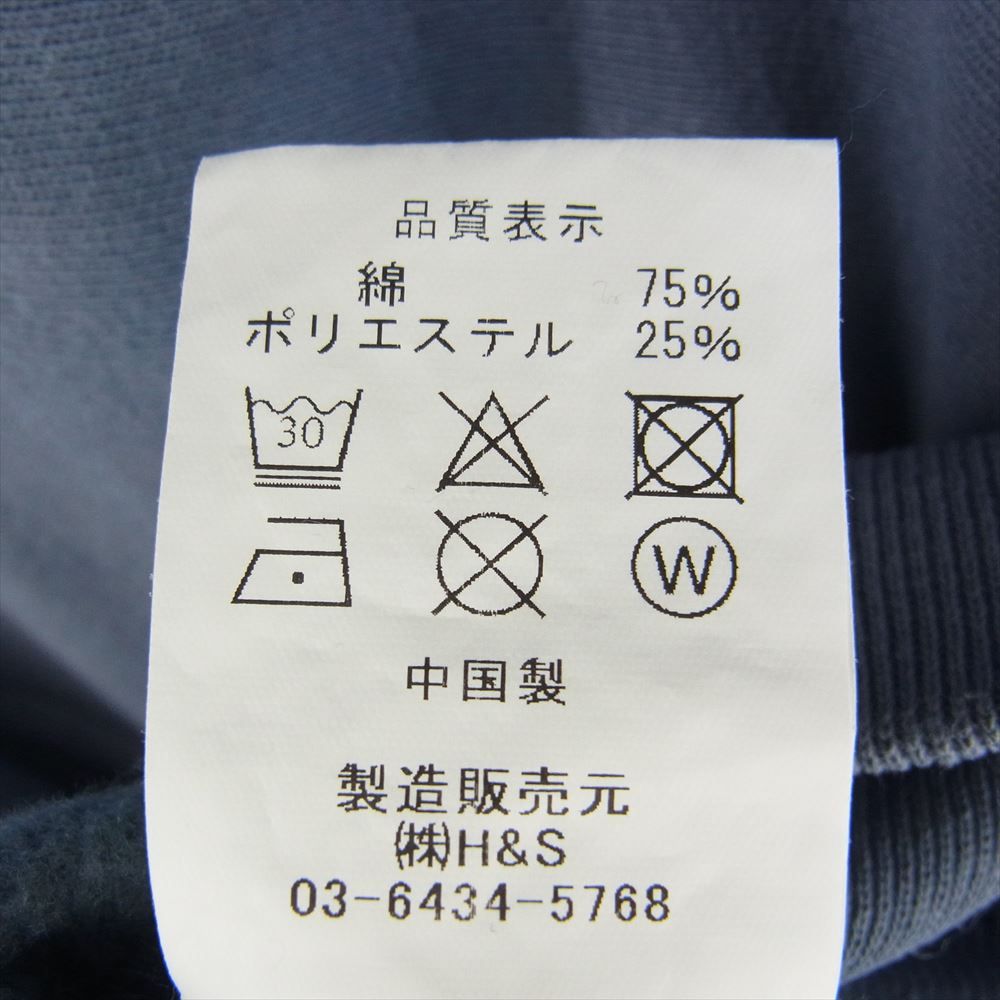 品質表示
綿 75%
ポリエステル 25%
30
W
中国製
製造販売元
㈱H&S
03-6434-5768